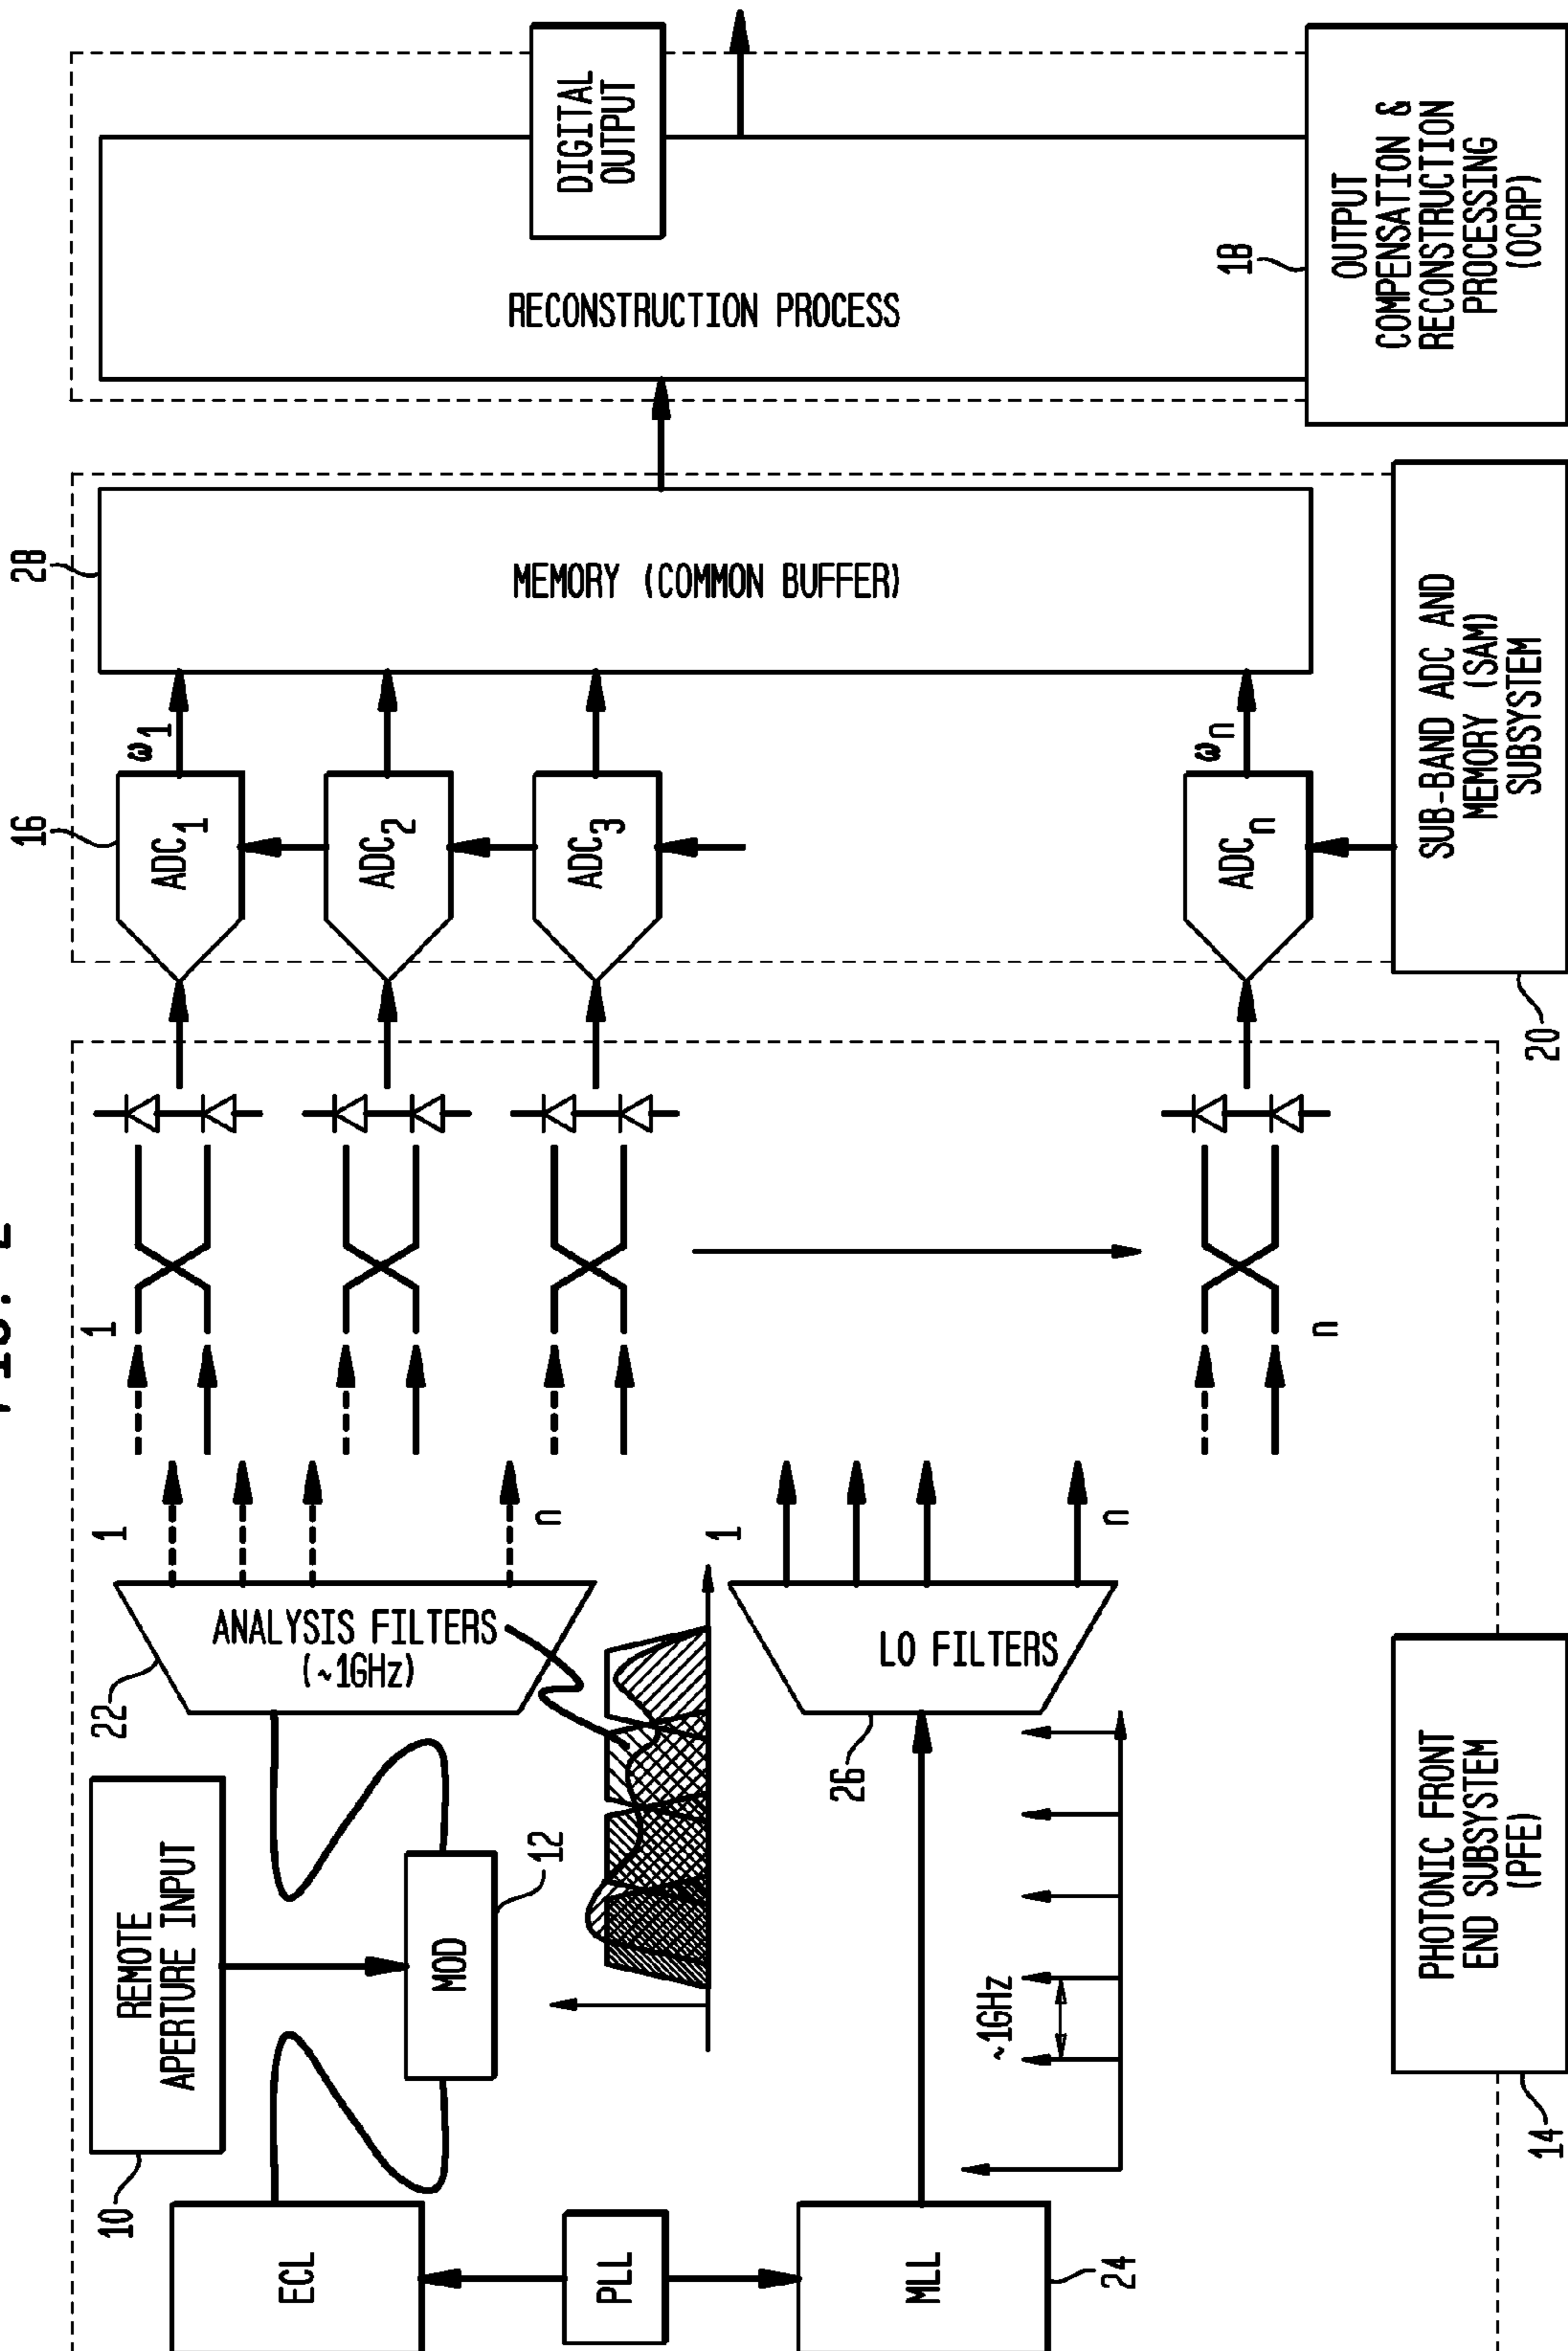 FIG. 2
10
REMOTE
APERTURE INPUT
ECL
PLL
MLL
24
MOD
12
22
ANALYSIS FILTERS
(~1GHz)
1
n
~1GHz
26
LO FILTERS
1
n
1
n
14
PHOTONIC FRONT
END SUBSYSTEM
(PFE)
16
ADC1
ADC2
ADC3
ADCn
ω1
ωn
28
MEMORY (COMMON BUFFER)
20
SUB-BAND ADC AND
MEMORY (SAM)
SUBSYSTEM
RECONSTRUCTION PROCESS
DIGITAL
OUTPUT
18
OUTPUT
COMPENSATION &
RECONSTRUCTION
PROCESSING
(OCRP)